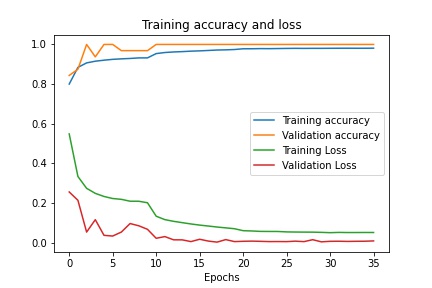 Training accuracy and loss
1.0
0.8
0.6
0.4
0.2
0.0
Training accuracy
Validation accuracy
Training Loss
Validation Loss
0 5 10 15 20 25 30 35
Epochs